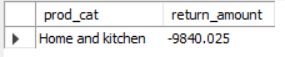 prod_cat return_amount
Home and kitchen -9840.025